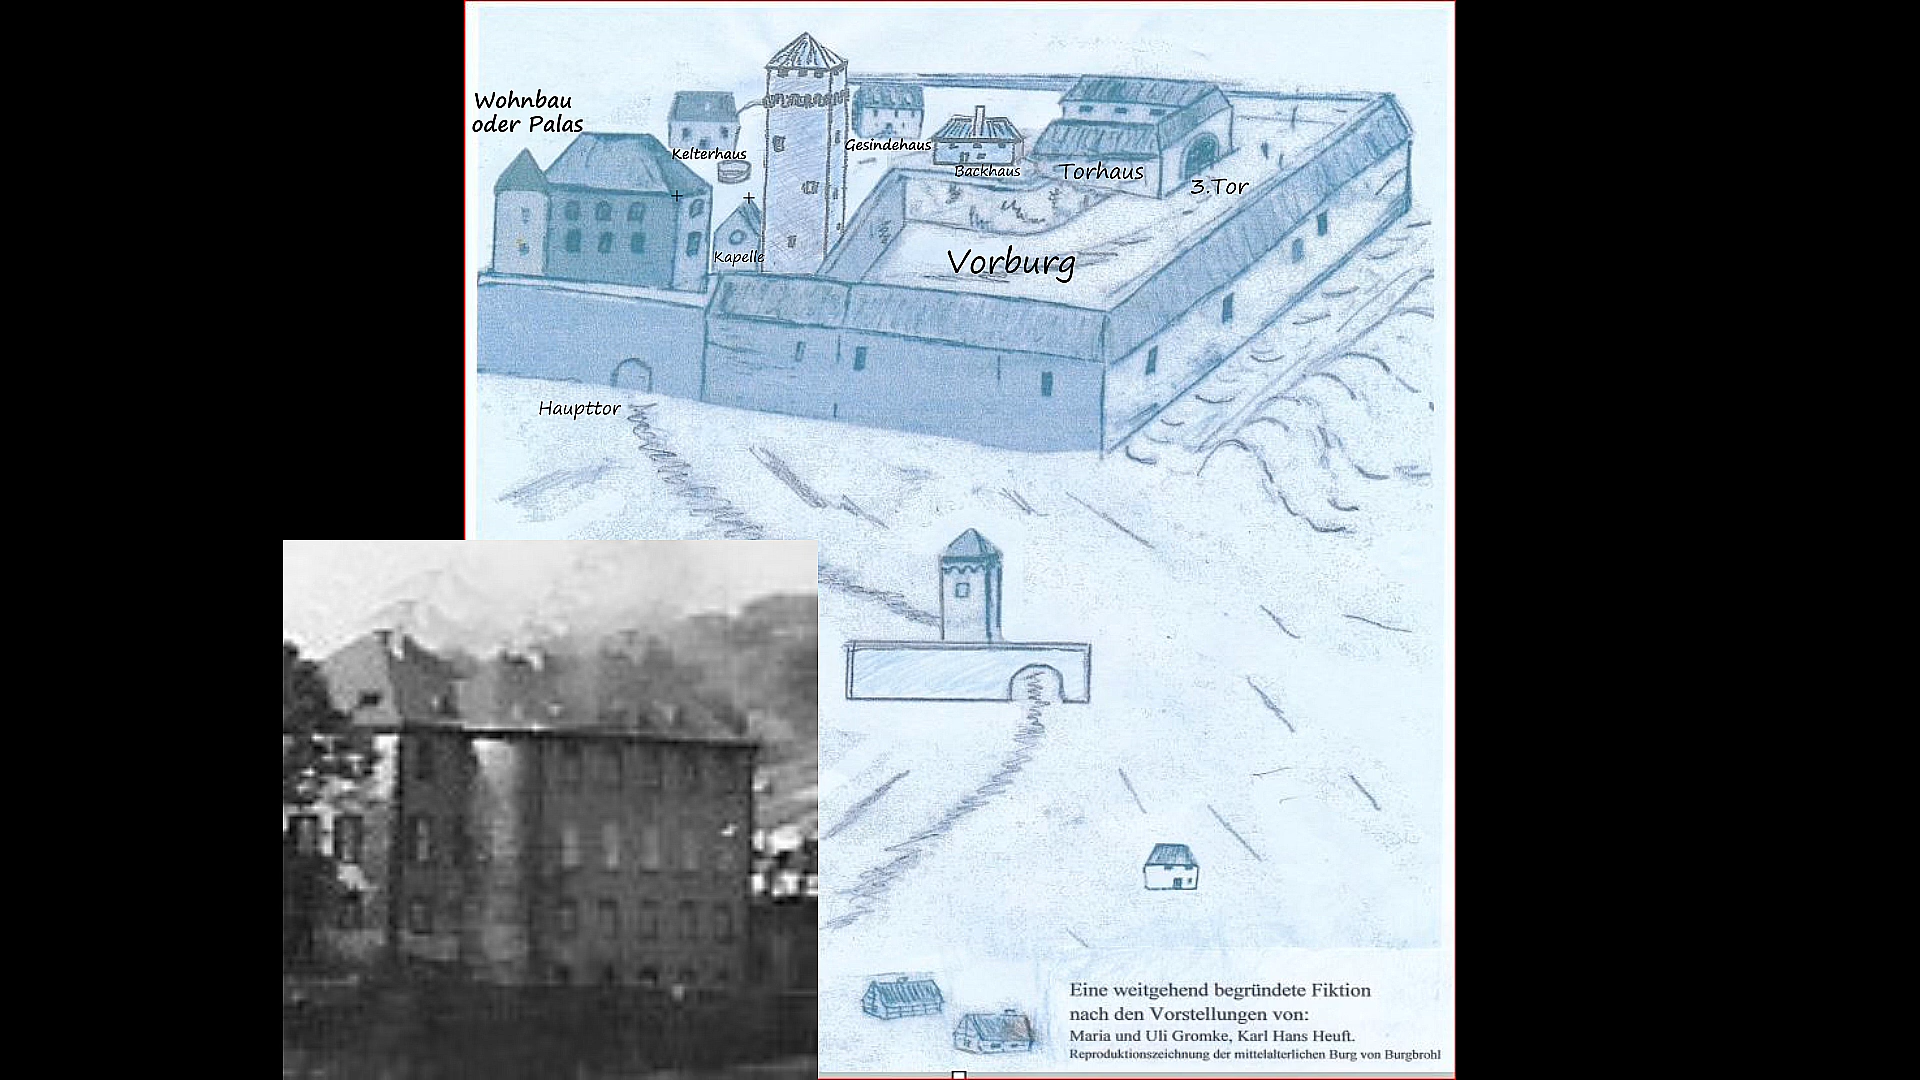 Wohnbau
oder Palas
Kelterhaus
Gesindehaus
Backhaus
Torhaus
3.Tor
Kapelle
Vorburg
Haupttor
Eine weitgehend begründete Fiktion
nach den Vorstellungen von:
Maria und Uli Gromke, Karl Hans Heuft.
Reproduktionszeichnung der mittelalterlichen Burg von Burgbrohl